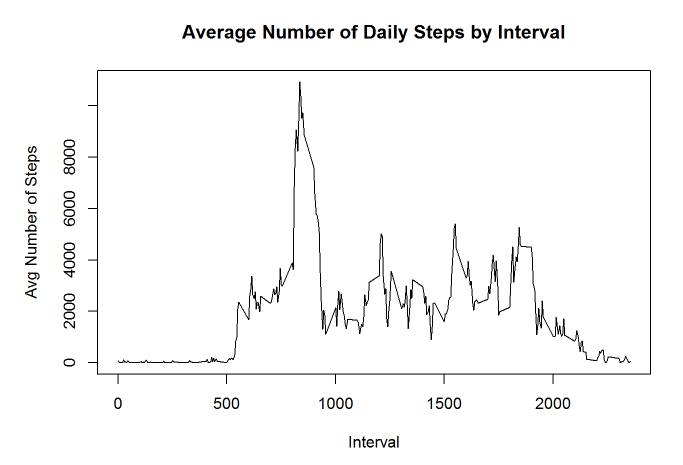 Average Number of Daily Steps by Interval
Avg Number of Steps
8000
6000
4000
2000
0
0 500 1000 1500 2000
Interval